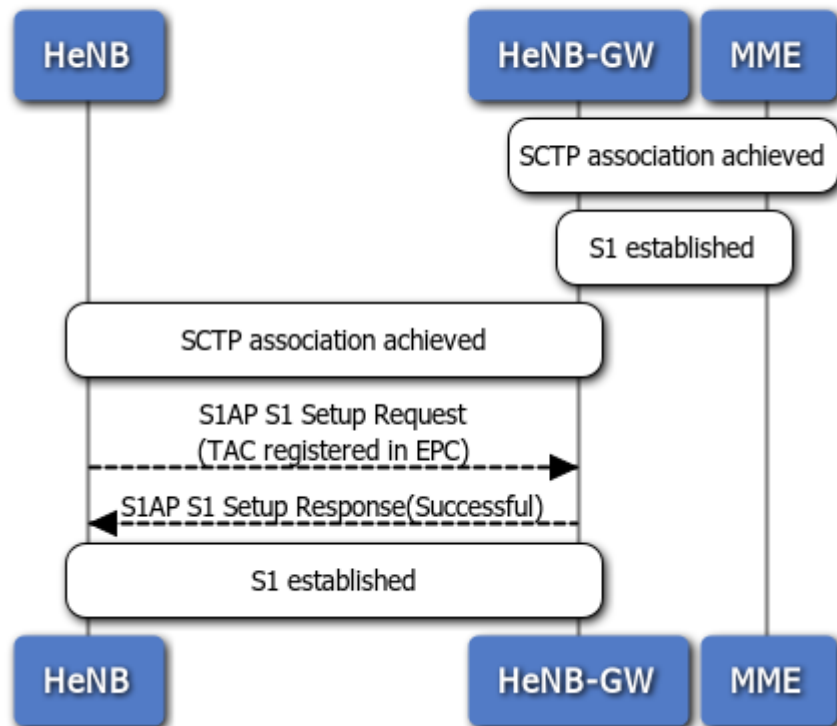 HeNB
HeNB-GW
MME
SCTP association achieved
S1 established
SCTP association achieved
S1AP S1 Setup Request
(TAC registered in EPC)
S1AP S1 Setup Response(Successful)
S1 established
HeNB
HeNB-GW
MME